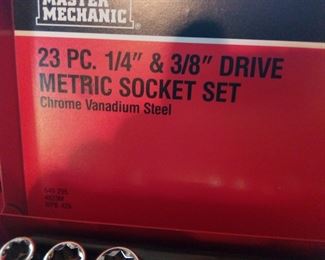 MASTER
MECHANIC®
23 PC. 1/4" & 3/8" DRIVE
METRIC SOCKET SET
Chrome Vanadium Steel